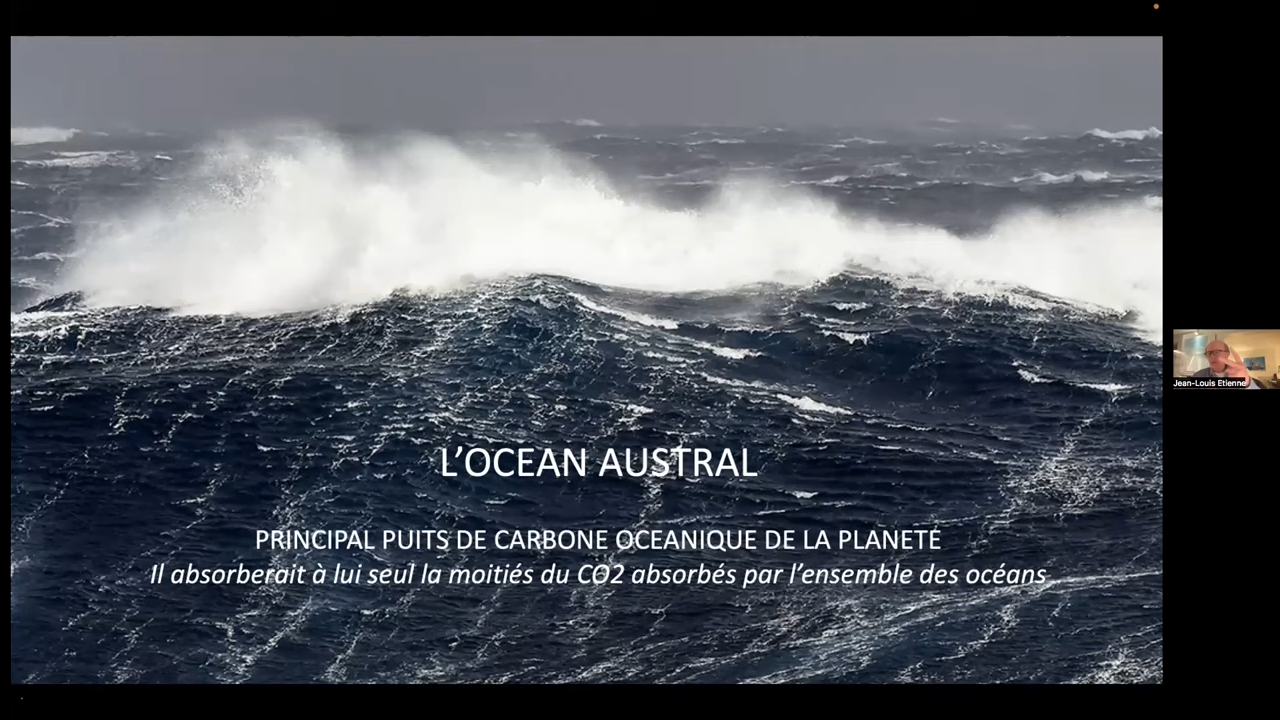 L'OCEAN AUSTRAL
PRINCIPAL PUITS DE CARBONE OCEANIQUE DE LA PLANETE
Il absorberait à lui seul la moitiés du CO2 absorbés par l'ensemble des océans
Jean-Louis Etienne